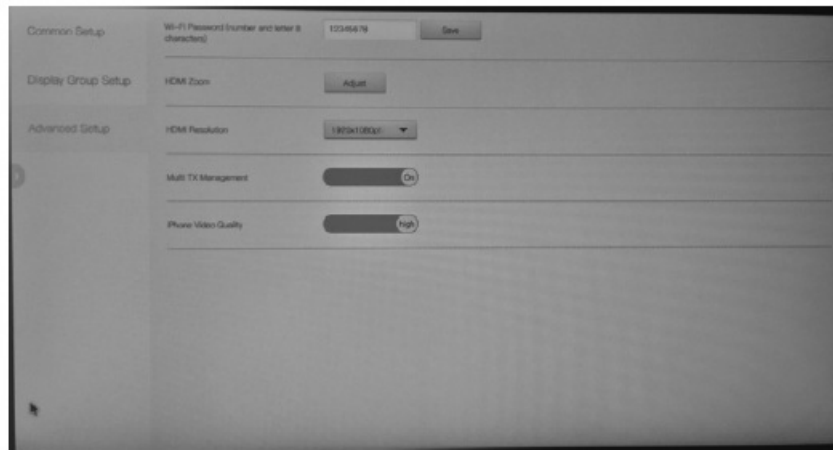 Common Setup
Display Group Setup
Advanced Setup
Wi-Fi Password (number and letter 8
characters)
12345678
Save
HDMI Zoom
Adjust
HDMI Resolution
Multi TX Management
On
iPhone Video Quality
high